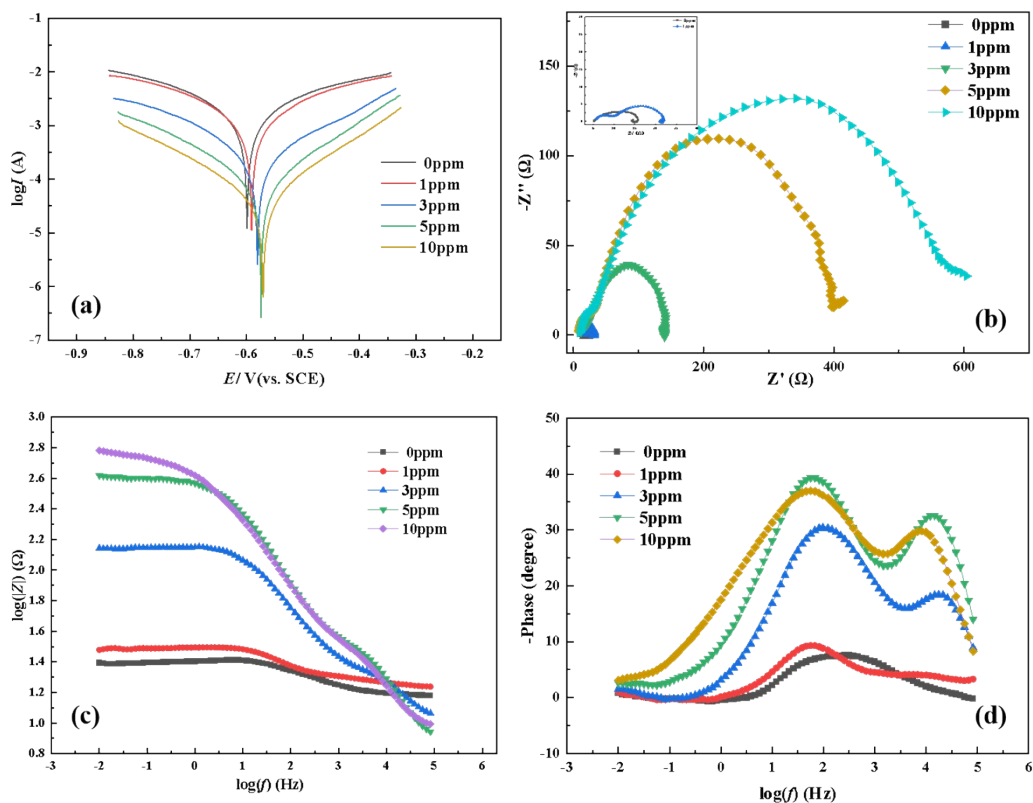 -1
-2
-3
-4
-5
-6
-7
logI (A)
-0.9 -0.8 -0.7 -0.6 -0.5 -0.4 -0.3 -0.2
E/ V(vs. SCE)
0ppm
1ppm
3ppm
5ppm
10ppm
(a)
150
100
50
0
-Z'' (Ω)
0 200 400 600
Z' (Ω)
0ppm
1ppm
3ppm
5ppm
10ppm
(b)
3.0
2.8
2.6
2.4
2.2
2.0
1.8
1.6
1.4
1.2
1.0
0.8
log(|Z|) (Ω)
-3 -2 -1 0 1 2 3 4 5 6
log(f) (Hz)
0ppm
1ppm
3ppm
5ppm
10ppm
(c)
50
40
30
20
10
0
-10
-Phase (degree)
-3 -2 -1 0 1 2 3 4 5 6
log(f) (Hz)
0ppm
1ppm
3ppm
5ppm
10ppm
(d)